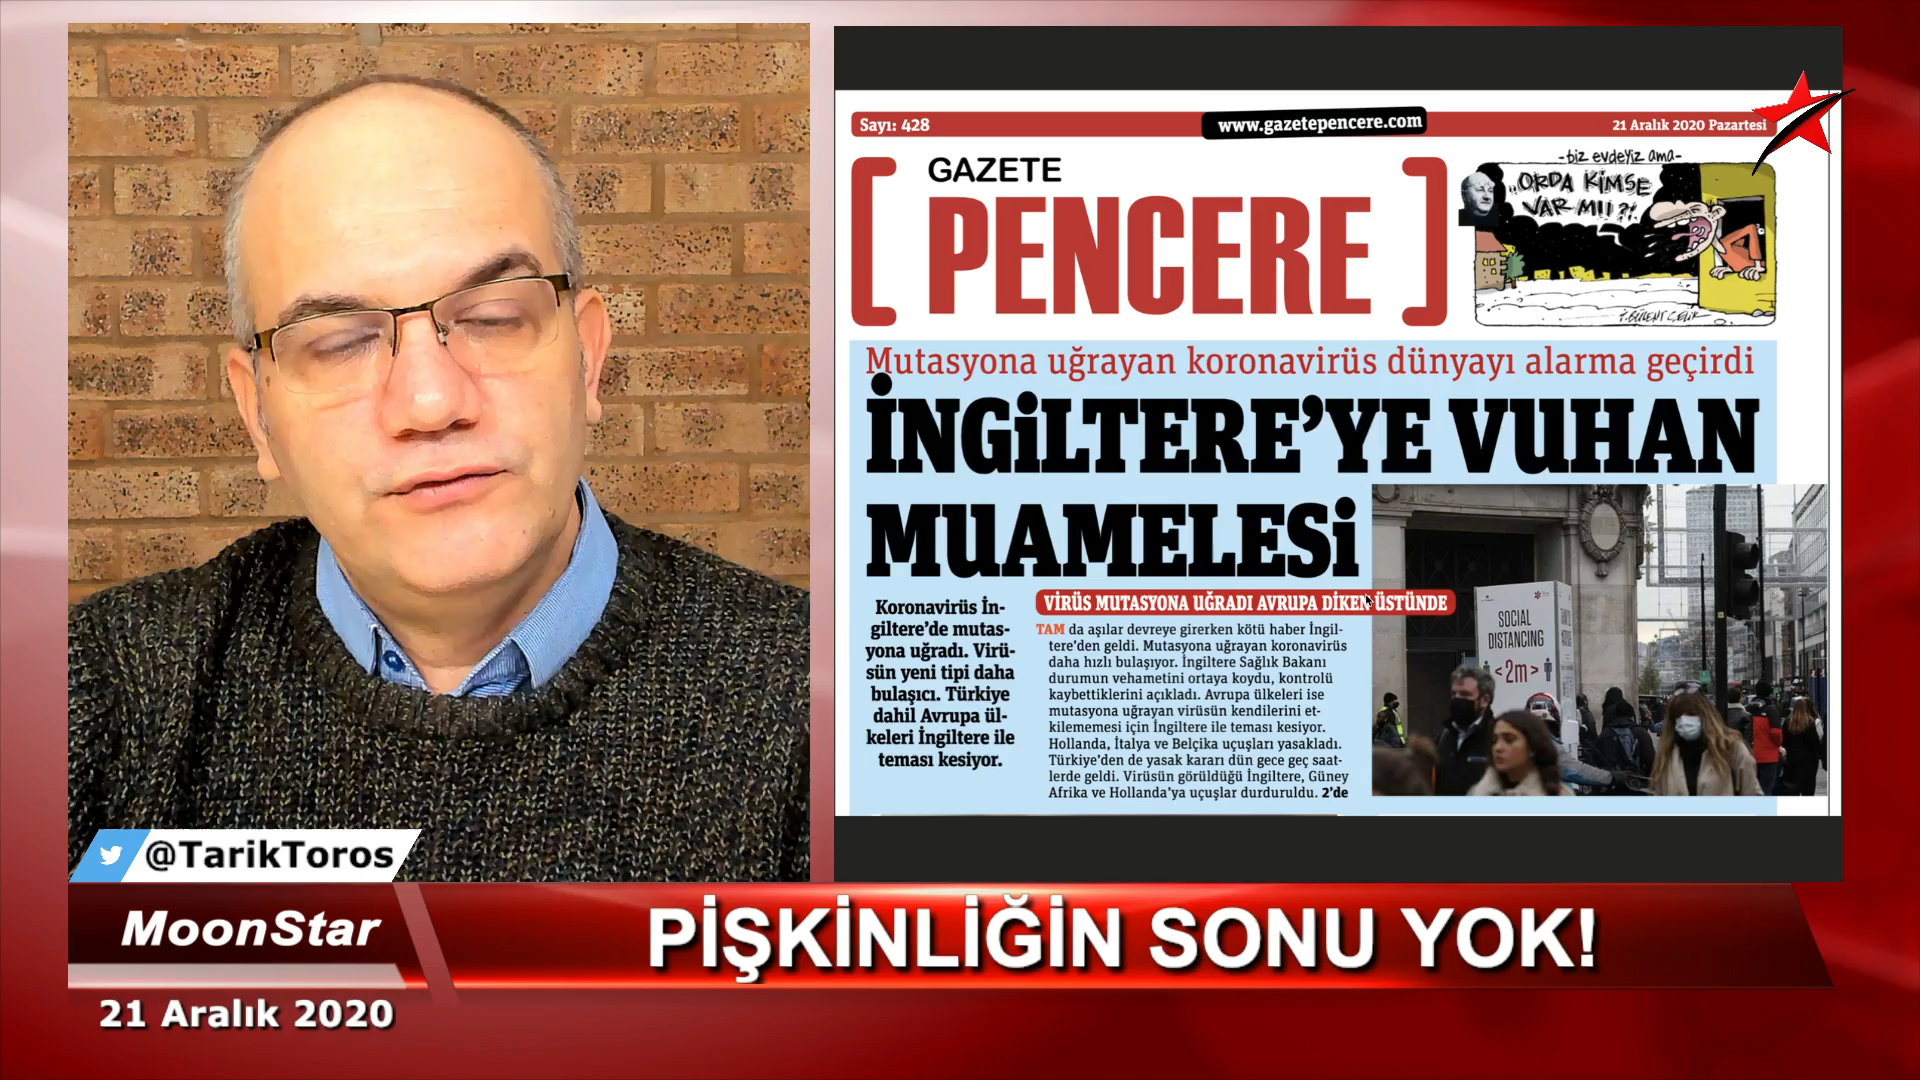 Sayı: 428
www.gazetepencere.com
21 Aralık 2020 Pazartesi
GAZETE
[ PENCERE ]
-biz evdeyiz ama-
"ORDA KİMSE
VAR MII ?!
Mutasyona uğrayan koronavirüs dünyayı alarma geçirdi
İNGiLTERE'YE VUHAN
MUAMELESi
Koronavirüs İn-
giltere'de mutas-
yona uğradı. Virü-
sün yeni tipi daha
bulaşıcı. Türkiye
dahil Avrupa ül-
keleri İngiltere ile
teması kesiyor.
VİRÜS MUTASYONA UĞRADI AVRUPA DİKEN ÜSTÜNDE
TAM da aşılar devreye girerken kötü haber İngil-
tere'den geldi. Mutasyona uğrayan koronavirüs
daha hızlı bulaşıyor. İngiltere Sağlık Bakanı
durumun vehametini ortaya koydu, kontrolü
kaybettiklerini açıkladı. Avrupa ülkeleri ise
mutasyona uğrayan virüsün kendilerini et-
kilememesi için İngiltere ile teması kesiyor.
Hollanda, İtalya ve Belçika uçuşları yasakladı.
Türkiye'den de yasak kararı dün gece geç saat-
lerde geldi. Virüsün görüldüğü İngiltere, Güney
Afrika ve Hollanda'ya uçuşlar durduruldu. 2'de
SOCIAL
DISTANCING
<2m>
@TarikToros
MoonStar
PİŞKİNLİĞİN SONU YOK!
21 Aralık 2020